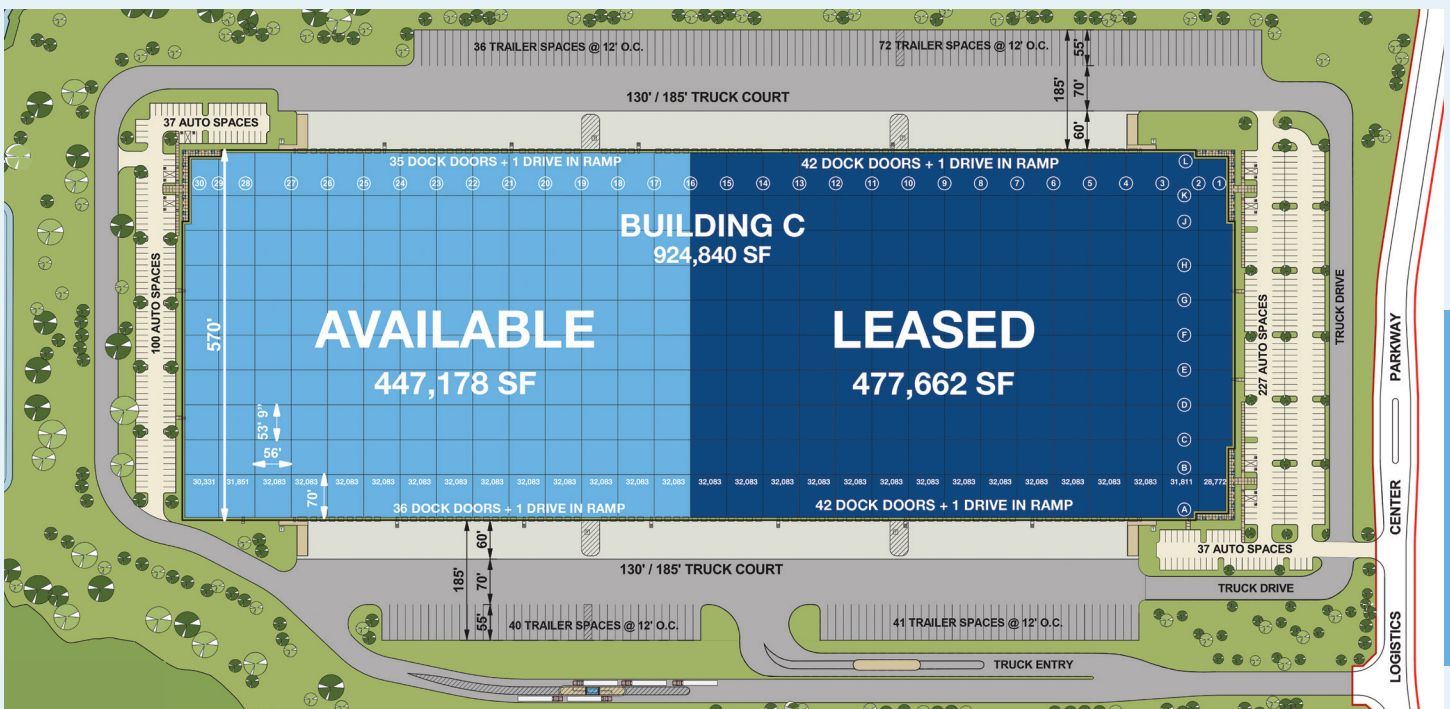 36 TRAILER SPACES @ 12' O.C.
72 TRAILER SPACES @ 12' O.C.
55'
185'
70'
60'
130' / 185' TRUCK COURT
37 AUTO SPACES
35 DOCK DOORS + 1 DRIVE IN RAMP
42 DOCK DOORS + 1 DRIVE IN RAMP
L
30 29 28 27 26 25 24 23 22 21 20 19 18 17 16 15 14 13 12 11 10 9 8 7 6 5 4 3 2 1
K
BUILDING C
J
924,840 SF
H
G
100 AUTO SPACES
570'
AVAILABLE
LEASED
F
227 AUTO SPACES
TRUCK DRIVE
447,178 SF
477,662 SF
E
D
53' 9"
C
56'
B
30,331 31,851 32,083 32,083 32,083 32,083 32,083 32,083 32,083 32,083 32,083 32,083 32,083 32,083 32,083 32,083 32,083 32,083 32,083 32,083 32,083 32,083 32,083 32,083 32,083 32,083 32,083 31,811 28,772
70'
36 DOCK DOORS + 1 DRIVE IN RAMP
42 DOCK DOORS + 1 DRIVE IN RAMP
A
60'
185'
70'
55'
130' / 185' TRUCK COURT
37 AUTO SPACES
TRUCK DRIVE
40 TRAILER SPACES @ 12' O.C.
41 TRAILER SPACES @ 12' O.C.
TRUCK ENTRY
LOGISTICS CENTER PARKWAY